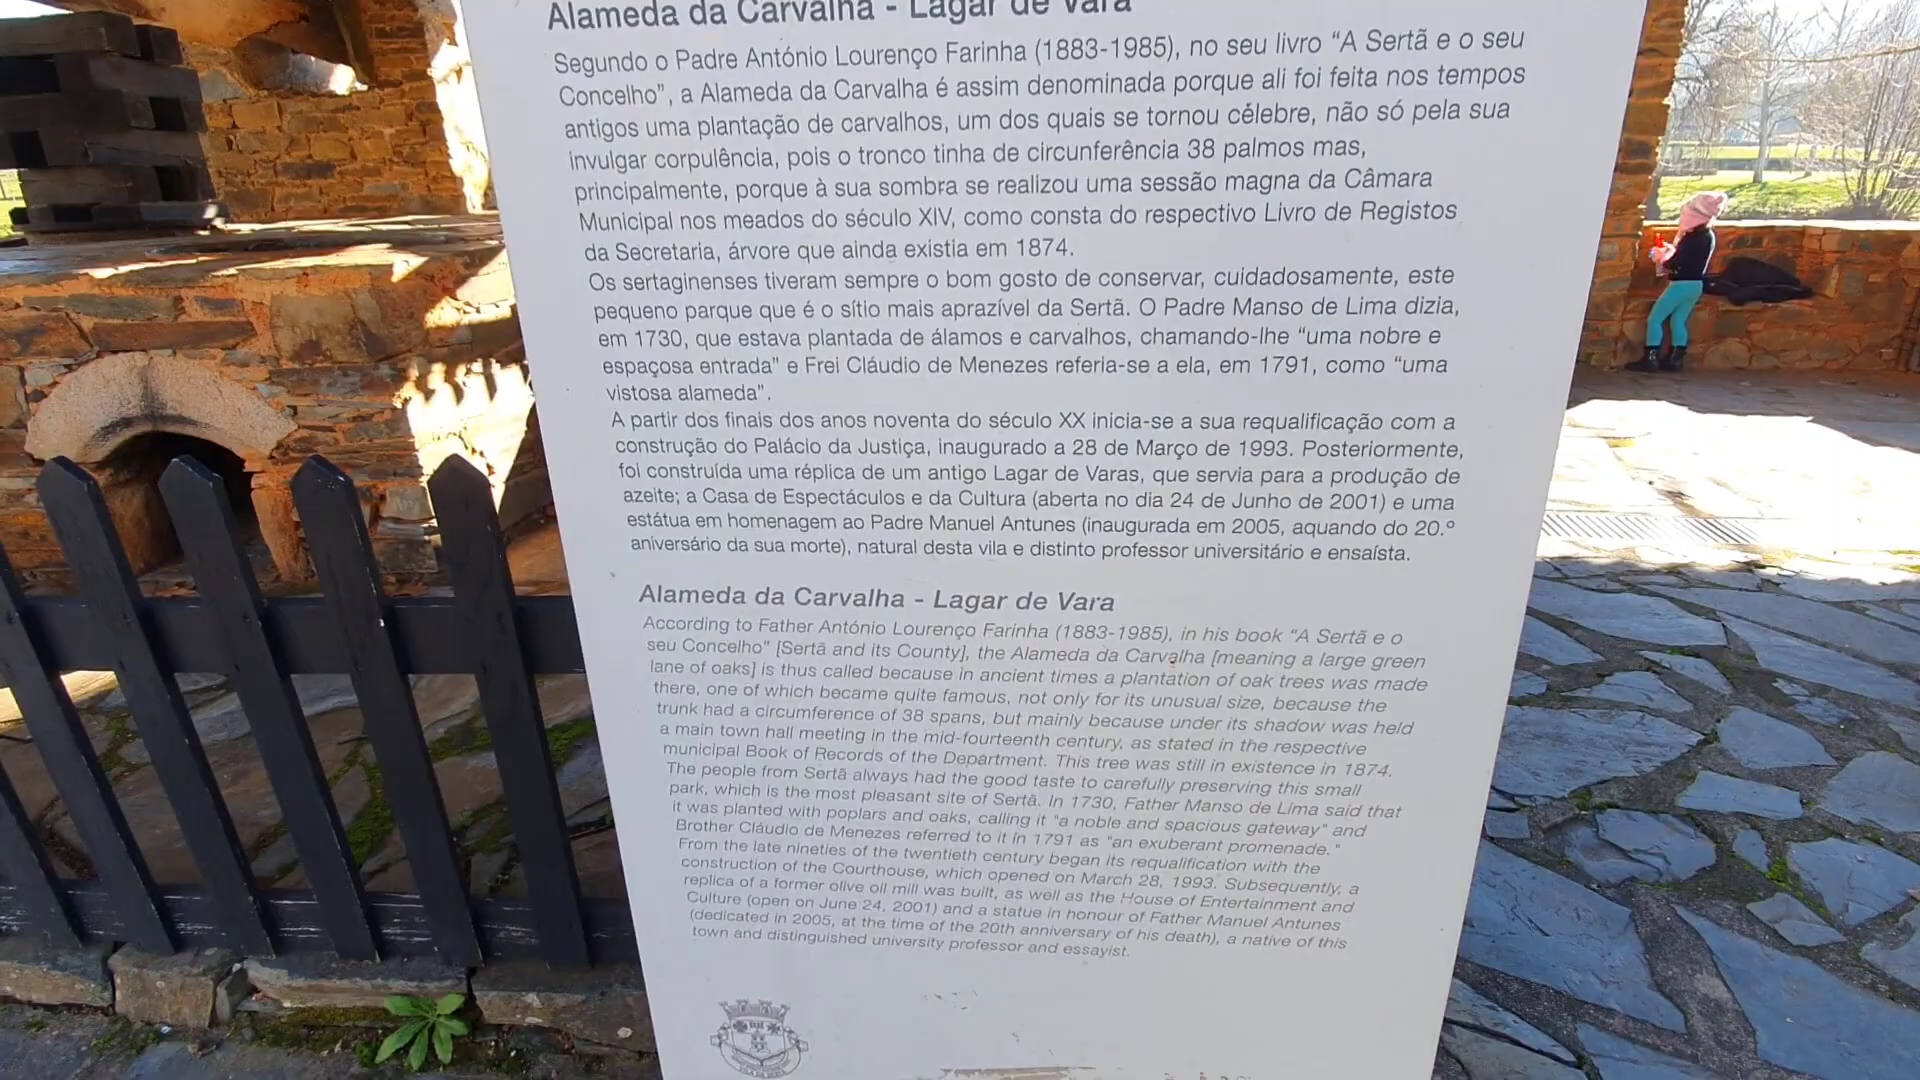 Alameda da Carvalha - Lagar de Vara
Segundo o Padre António Lourenço Farinha (1883-1985), no seu livro “A Sertã e o seu
Concelho”, a Alameda da Carvalha é assim denominada porque ali foi feita nos tempos
antigos uma plantação de carvalhos, um dos quais se tornou célebre, não só pela sua
invulgar corpulência, pois o tronco tinha de circunferência 38 palmos mas,
principalmente, porque à sua sombra se realizou uma sessão magna da Câmara
Municipal nos meados do século XIV, como consta do respectivo Livro de Registos
da Secretaria, árvore que ainda existia em 1874.
Os sertaginenses tiveram sempre o bom gosto de conservar, cuidadosamente, este
pequeno parque que é o sítio mais aprazível da Sertã. O Padre Manso de Lima dizia,
em 1730, que estava plantada de álamos e carvalhos, chamando-lhe “uma nobre e
espaçosa entrada” e Frei Cláudio de Menezes referia-se a ela, em 1791, como “uma
vistosa alameda”.
A partir dos finais dos anos noventa do século XX inicia-se a sua requalificação com a
construção do Palácio da Justiça, inaugurado a 28 de Março de 1993. Posteriormente,
foi construída uma réplica de um antigo Lagar de Varas, que servia para a produção de
azeite; a Casa de Espectáculos e da Cultura (aberta no dia 24 de Junho de 2001) e uma
estátua em homenagem ao Padre Manuel Antunes (inaugurada em 2005, aquando do 20.º
aniversário da sua morte), natural desta vila e distinto professor universitário e ensaísta.
Alameda da Carvalha - Lagar de Vara
According to Father António Lourenço Farinha (1883-1985), in his book “A Sertã e o
seu Concelho” [Sertã and its County], the Alameda da Carvalha [meaning a large green
lane of oaks] is thus called because in ancient times a plantation of oak trees was made
there, one of which became quite famous, not only for its unusual size, because the
trunk had a circumference of 38 spans, but mainly because under its shadow was held
a main town hall meeting in the mid-fourteenth century, as stated in the respective
municipal Book of Records of the Department. This tree was still in existence in 1874.
The people from Sertã always had the good taste to carefully preserving this small
park, which is the most pleasant site of Sertã. In 1730, Father Manso de Lima said that
it was planted with poplars and oaks, calling it "a noble and spacious gateway" and
Brother Cláudio de Menezes referred to it in 1791 as "an exuberant promenade."
From the late nineties of the twentieth century began its requalification with the
construction of the Courthouse, which opened on March 28, 1993. Subsequently, a
replica of a former olive oil mill was built, as well as the House of Entertainment and
Culture (open on June 24, 2001) and a statue in honour of Father Manuel Antunes
(dedicated in 2005, at the time of the 20th anniversary of his death), a native of this
town and distinguished university professor and essayist.